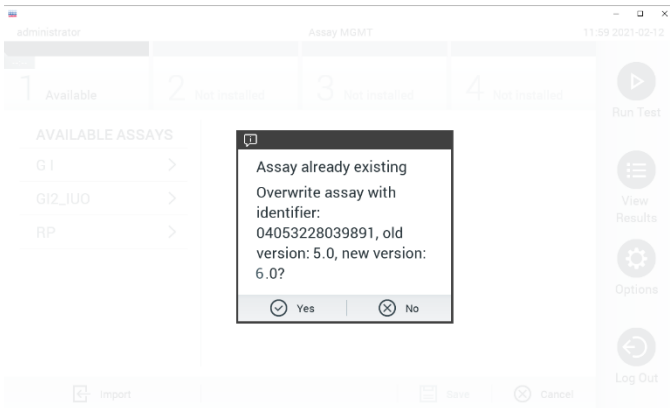 administrator
Assay MGMT
11:59 2021-02-12
1 Available
2 Not installed
3 Not installed
4 Not installed
Run Test
AVAILABLE ASSAYS
G I
GI2_IUO
RP
View
Results
Options
Assay already existing
Overwrite assay with
identifier:
04053228039891, old
version: 5.0, new version:
6.0?
Yes
No
Import
Save
Cancel
Log Out